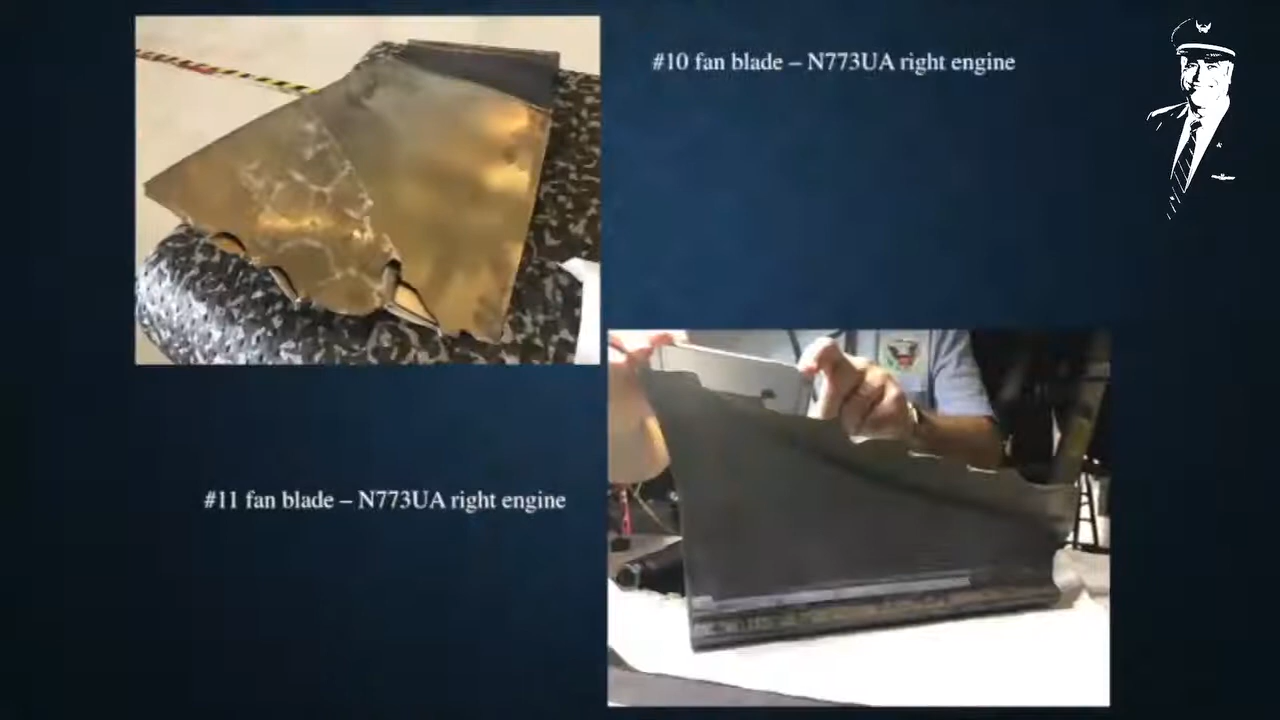 #10 fan blade – N773UA right engine
#11 fan blade – N773UA right engine